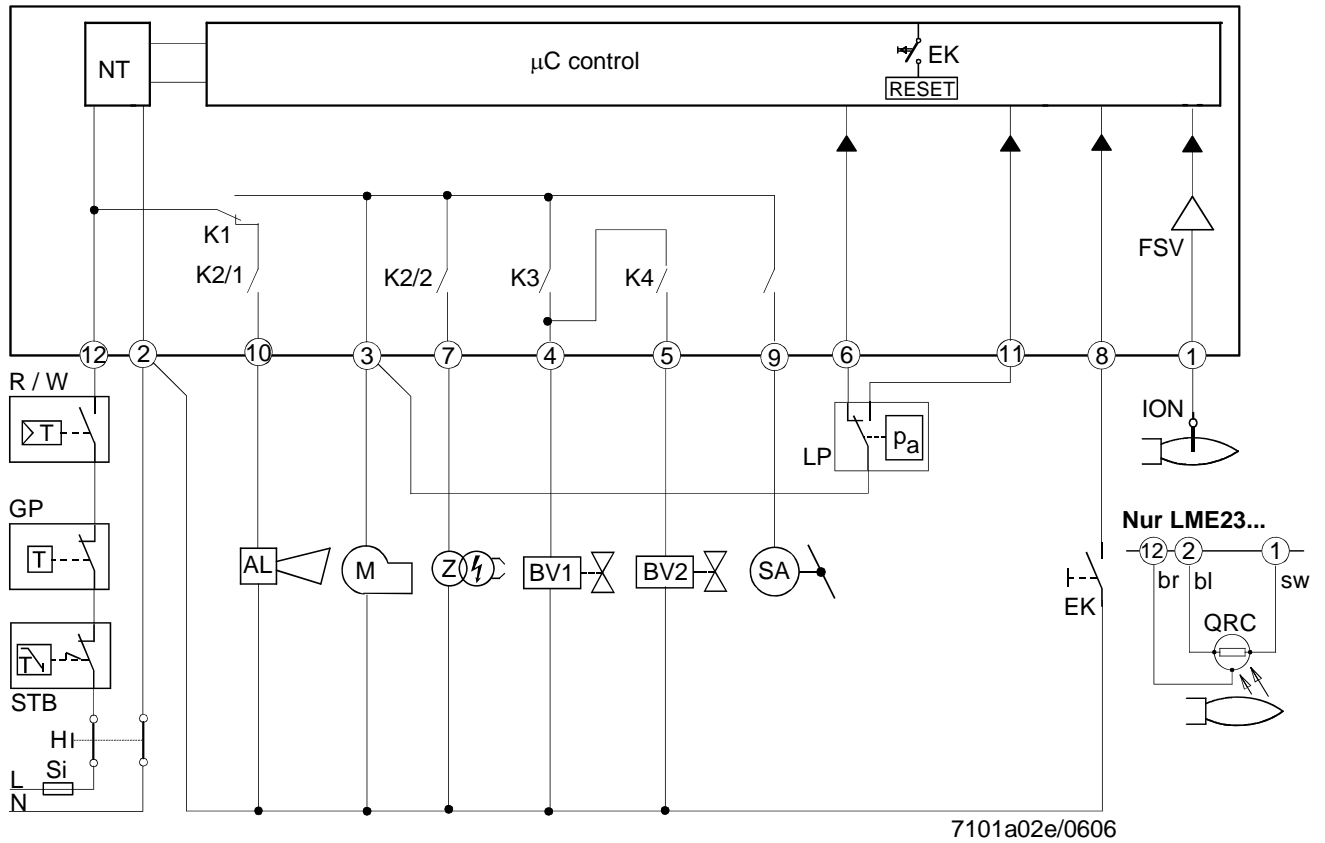 NT
μC control
EK
RESET
K1
K2/1
K2/2
K3
K4
FSV
12
2
10
3
7
4
5
9
6
11
8
1
R / W
T
GP
T
STB
T
H
Si
L
N
AL
M
Z
BV1
BV2
SA
LP
pa
EK
ION
Nur LME23...
12
2
1
br
bl
sw
QRC
7101a02e/0606